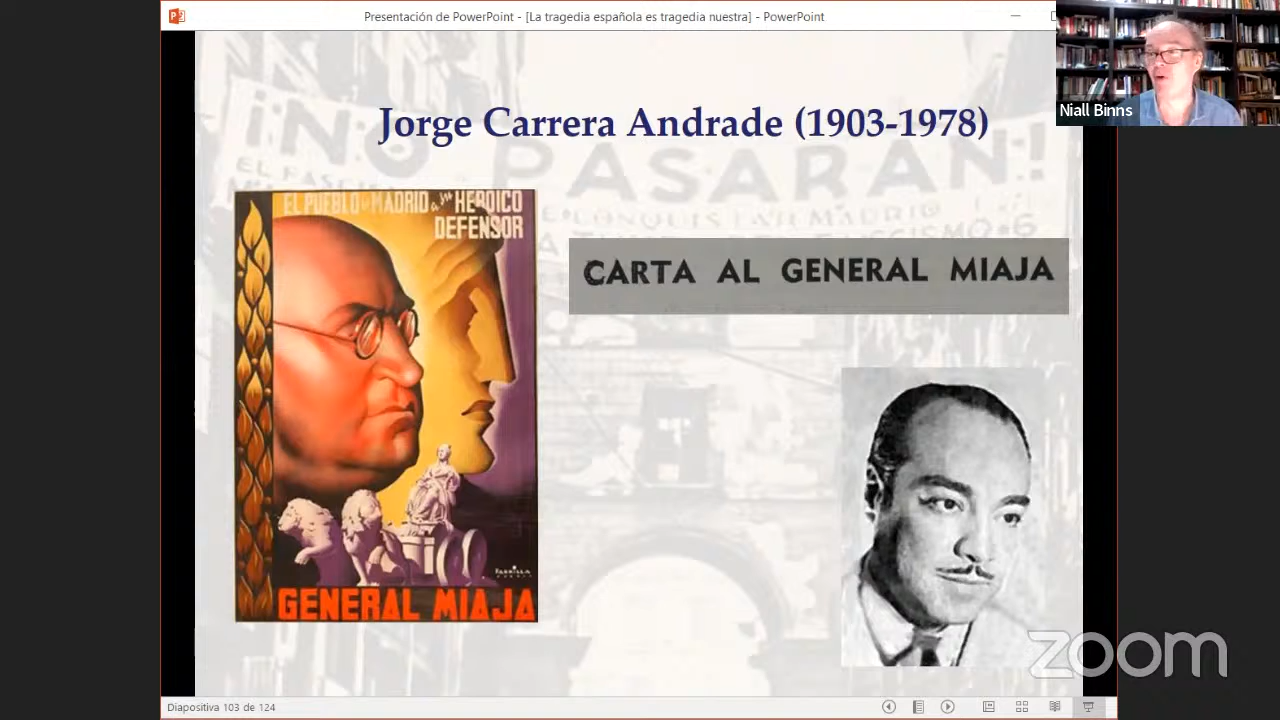 Presentación de PowerPoint - [La tragedia española es tragedia nuestra] - PowerPoint
Niall Binns
Jorge Carrera Andrade (1903-1978)
¡NO PASARAN!
EL PUEBLO DE MADRID a su HEROICO
DEFENSOR
CARTA AL GENERAL MIAJA
PARRILLA
GENERAL MIAJA
zoom
Diapositiva 103 de 124